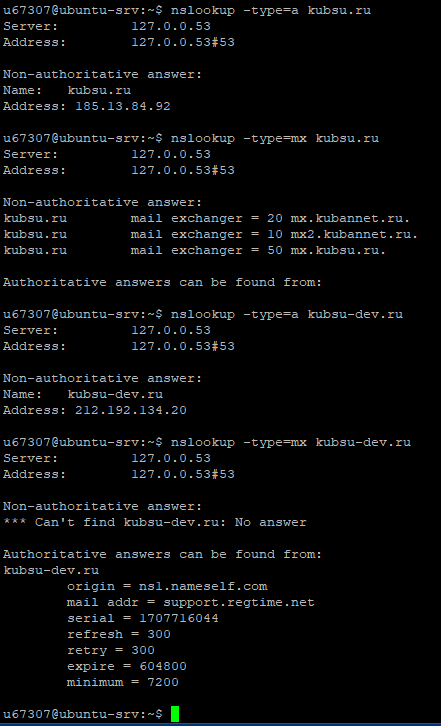 u67307@ubuntu-srv:~$ nslookup -type=a kubsu.ru
Server:         127.0.0.53
Address:        127.0.0.53#53

Non-authoritative answer:
Name:   kubsu.ru
Address: 185.13.84.92

u67307@ubuntu-srv:~$ nslookup -type=mx kubsu.ru
Server:         127.0.0.53
Address:        127.0.0.53#53

Non-authoritative answer:
kubsu.ru        mail exchanger = 20 mx.kubannet.ru.
kubsu.ru        mail exchanger = 10 mx2.kubannet.ru.
kubsu.ru        mail exchanger = 50 mx.kubsu.ru.

Authoritative answers can be found from:

u67307@ubuntu-srv:~$ nslookup -type=a kubsu-dev.ru
Server:         127.0.0.53
Address:        127.0.0.53#53

Non-authoritative answer:
Name:   kubsu-dev.ru
Address: 212.192.134.20

u67307@ubuntu-srv:~$ nslookup -type=mx kubsu-dev.ru
Server:         127.0.0.53
Address:        127.0.0.53#53

Non-authoritative answer:
*** Can't find kubsu-dev.ru: No answer

Authoritative answers can be found from:
kubsu-dev.ru
        origin = ns1.nameself.com
        mail addr = support.regtime.net
        serial = 1707716044
        refresh = 300
        retry = 300
        expire = 604800
        minimum = 7200

u67307@ubuntu-srv:~$